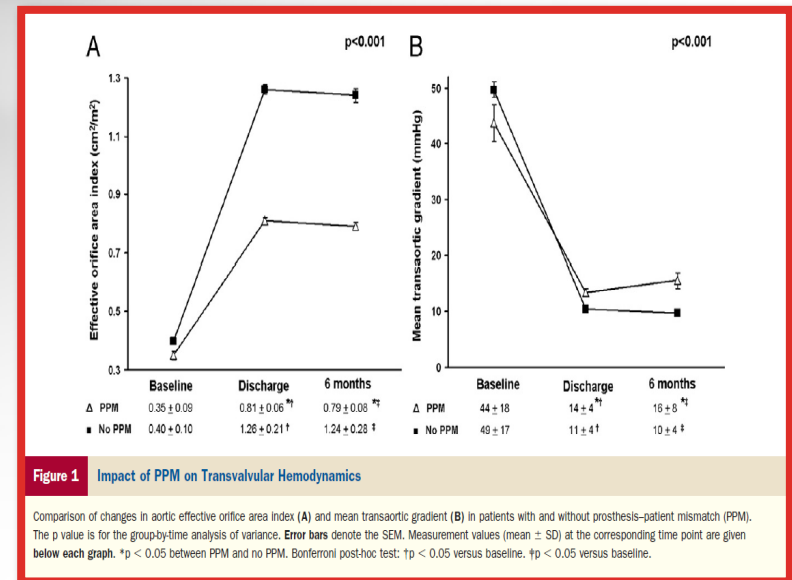 A
p<0.001
Effective orifice area index (cm²/m²)
1.3
1.1
0.9
0.7
0.5
0.3
Baseline Discharge 6 months
Δ PPM 0.35 ± 0.09 0.81 ± 0.06 *† 0.79 ± 0.08 *‡
■ No PPM 0.40 ± 0.10 1.26 ± 0.21 † 1.24 ± 0.28 ‡
B
p<0.001
Mean transaortic gradient (mmHg)
50
40
30
20
10
0
Baseline Discharge 6 months
Δ PPM 44 ± 18 14 ± 4 *† 16 ± 8 *‡
■ No PPM 49 ± 17 11 ± 4 † 10 ± 4 ‡
Figure 1 Impact of PPM on Transvalvular Hemodynamics
Comparison of changes in aortic effective orifice area index (A) and mean transaortic gradient (B) in patients with and without prosthesis–patient mismatch (PPM).
The p value is for the group-by-time analysis of variance. Error bars denote the SEM. Measurement values (mean ± SD) at the corresponding time point are given
below each graph. *p < 0.05 between PPM and no PPM. Bonferroni post-hoc test: †p < 0.05 versus baseline. ‡p < 0.05 versus baseline.